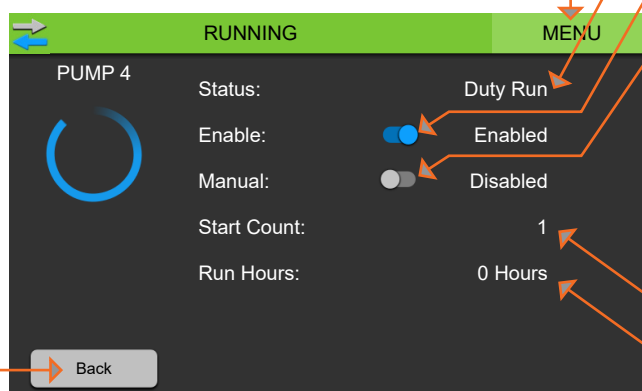 RUNNING MENU
PUMP 4
Status: Duty Run
Enable: Enabled
Manual: Disabled
Start Count: 1
Run Hours: 0 Hours
Back